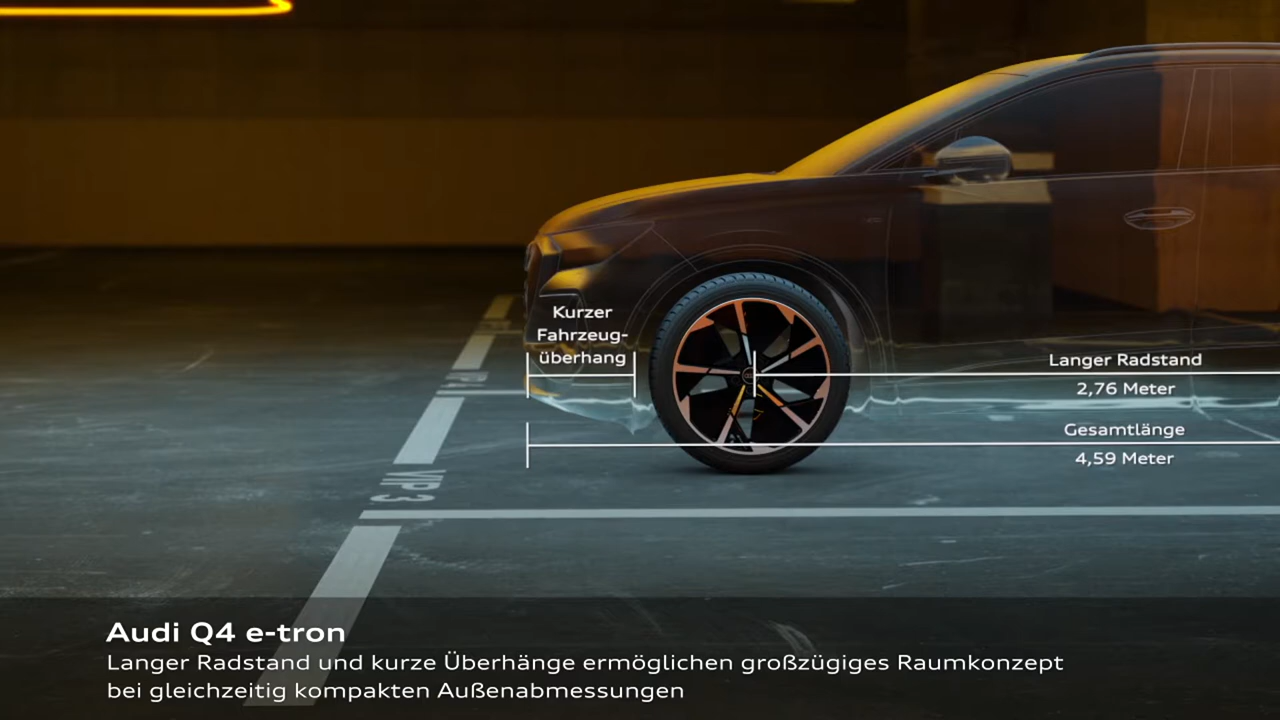 Kurzer
Fahrzeug-
überhang
Langer Radstand
2,76 Meter
Gesamtlänge
4,59 Meter
VIP 3
Audi Q4 e-tron
Langer Radstand und kurze Überhänge ermöglichen großzügiges Raumkonzept
bei gleichzeitig kompakten Außenabmessungen